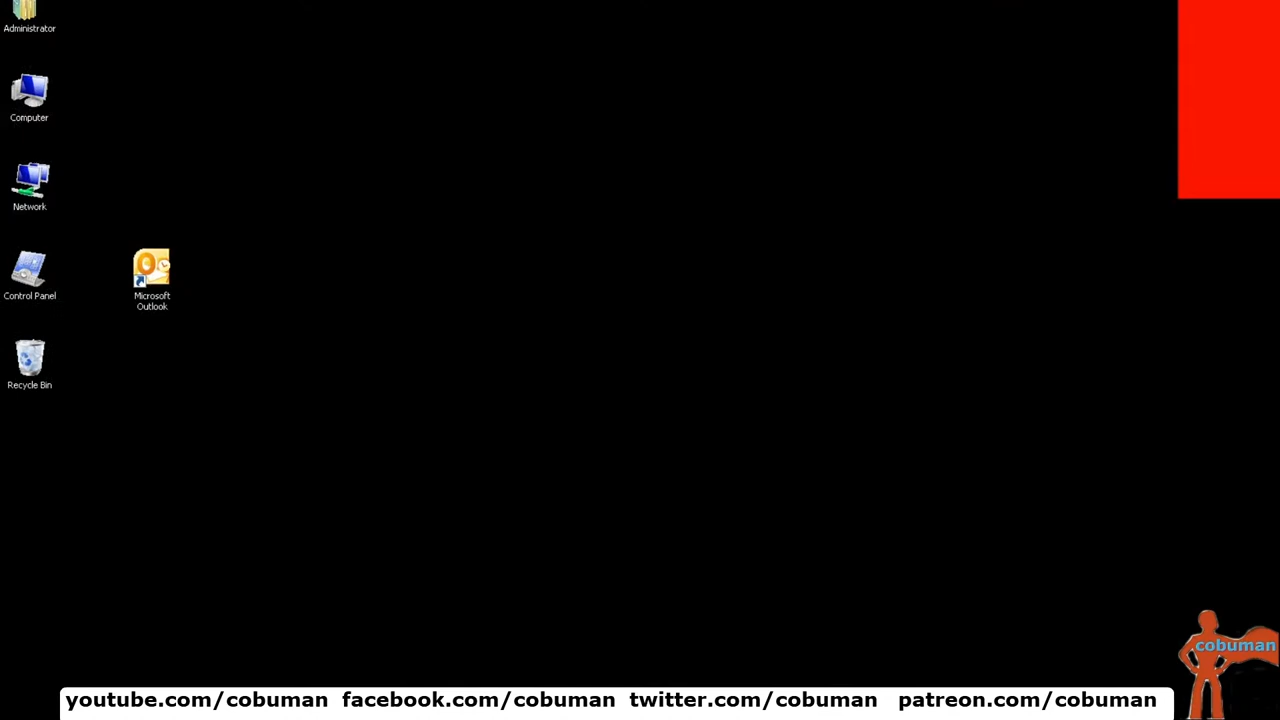 Administrator
Computer
Network
Control Panel
Microsoft
Outlook
Recycle Bin
cobuman
youtube.com/cobuman facebook.com/cobuman twitter.com/cobuman patreon.com/cobuman